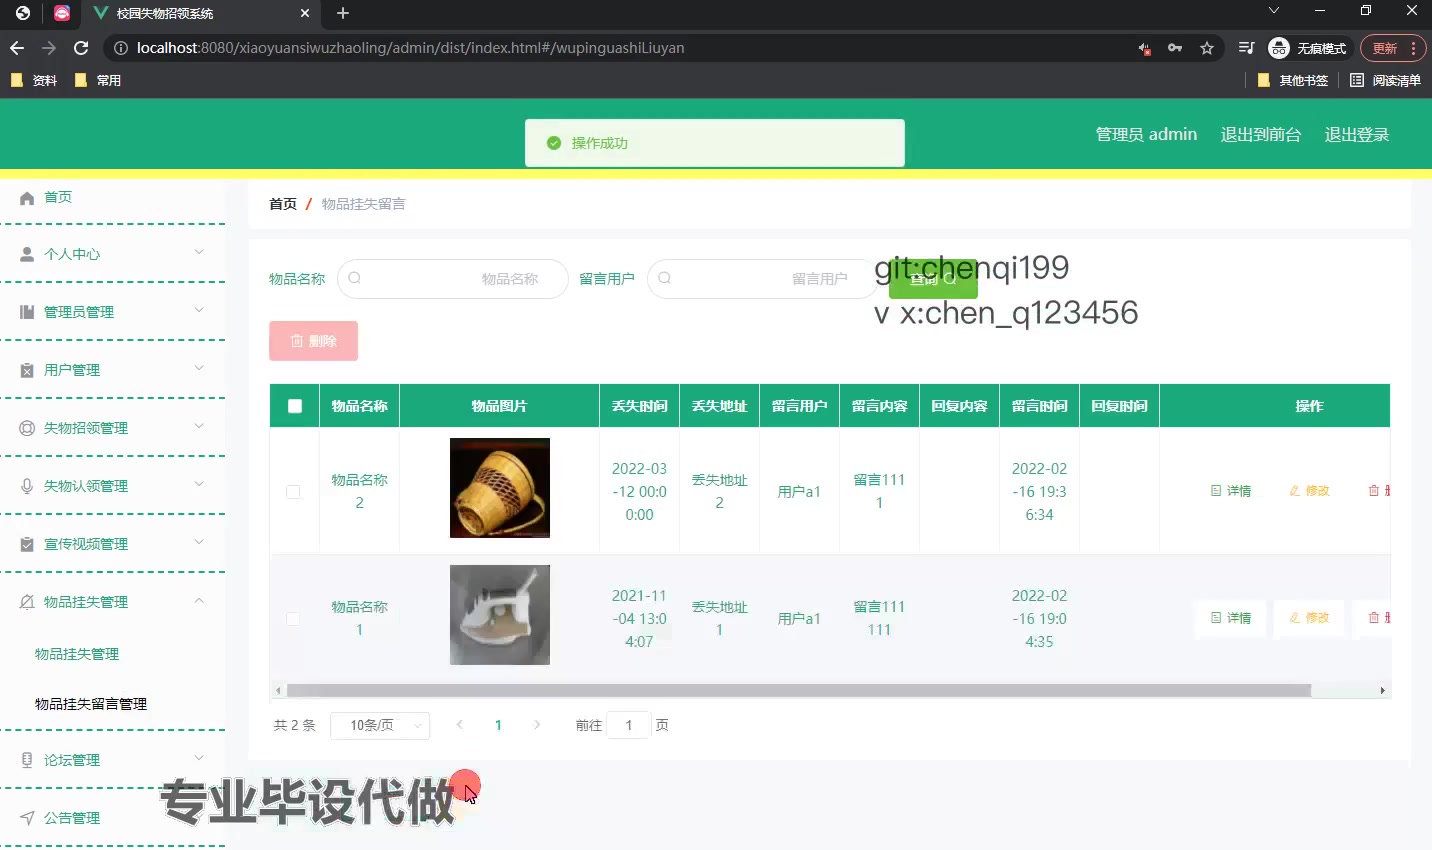 校园失物招领系统
localhost:8080/xiaoyuansiwuzhaoling/admin/dist/index.html#/wupinguashiLiuyan
无痕模式
更新
资料
常用
其他书签
阅读清单
操作成功
管理员 admin
退出到前台
退出登录
首页
个人中心
管理员管理
用户管理
失物招领管理
失物认领管理
宣传视频管理
物品挂失管理
物品挂失管理
物品挂失留言管理
论坛管理
公告管理
首页 / 物品挂失留言
物品名称 物品名称 留言用户 留言用户 查询
git:chenqi199
v x:chen_q123456
删除
物品名称 物品图片 丢失时间 丢失地址 留言用户 留言内容 回复内容 留言时间 回复时间 操作
物品名称
2
2022-03
-12 00:0
0:00
丢失地址
2
用户a1
留言111
1
2022-02
-16 19:3
6:34
详情 修改
物品名称
1
2021-11
-04 13:0
4:07
丢失地址
1
用户a1
留言111
111
2022-02
-16 19:0
4:35
详情 修改
共 2 条 10条/页 1 前往 1 页
专业毕设代做